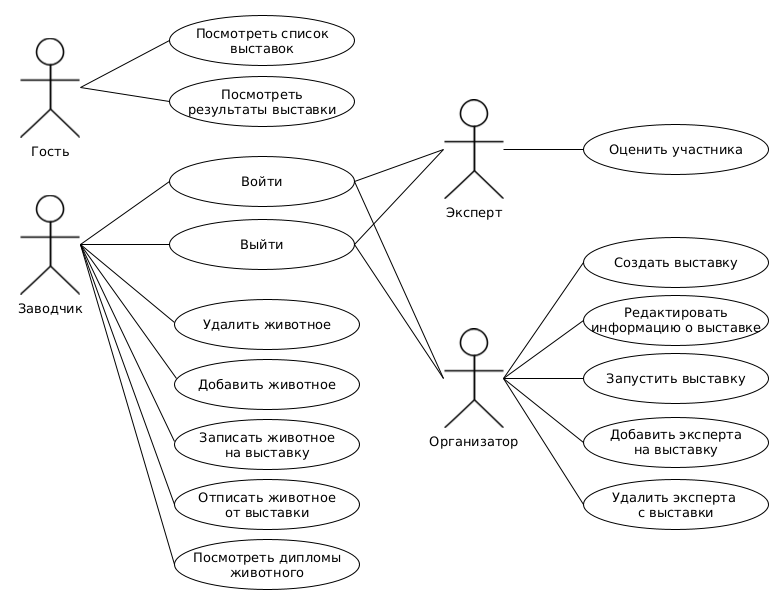 Посмотреть список
выставок
Посмотреть
результаты выставки
Гость
Войти
Выйти
Удалить животное
Добавить животное
Записать животное
на выставку
Отписать животное
от выставки
Посмотреть дипломы
животного
Заводчик
Эксперт
Оценить участника
Организатор
Создать выставку
Редактировать
информацию о выставке
Запустить выставку
Добавить эксперта
на выставку
Удалить эксперта
с выставки